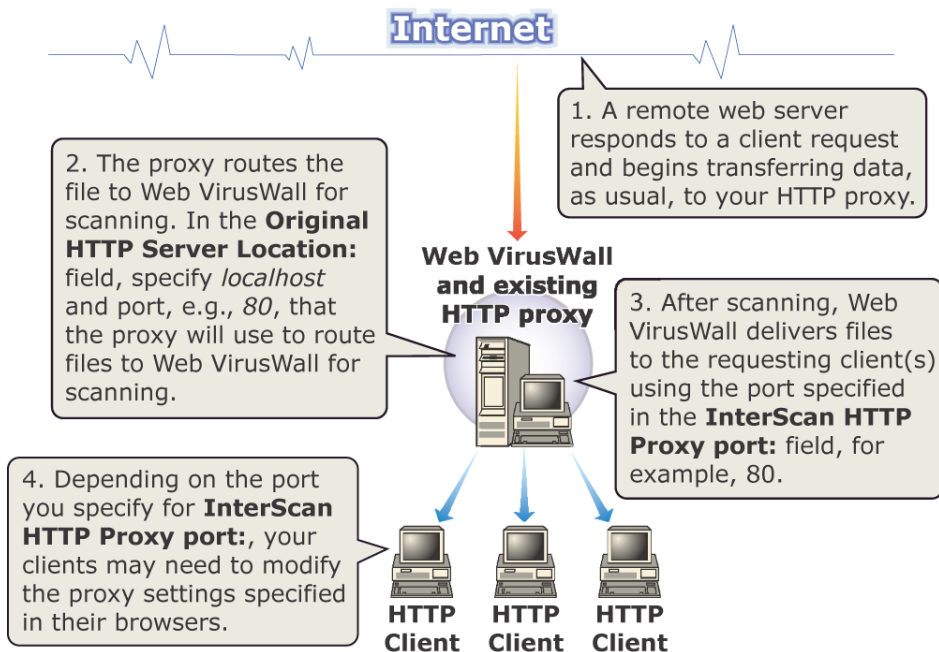 Internet
1. A remote web server
responds to a client request
and begins transferring data,
as usual, to your HTTP proxy.
2. The proxy routes the
file to Web VirusWall for
scanning. In the Original
HTTP Server Location:
field, specify localhost
and port, e.g., 80, that
the proxy will use to route
files to Web VirusWall for
scanning.
Web VirusWall
and existing
HTTP proxy
3. After scanning, Web
VirusWall delivers files
to the requesting client(s)
using the port specified
in the InterScan HTTP
Proxy port: field, for
example, 80.
4. Depending on the port
you specify for InterScan
HTTP Proxy port:, your
clients may need to modify
the proxy settings specified
in their browsers.
HTTP
Client
HTTP
Client
HTTP
Client